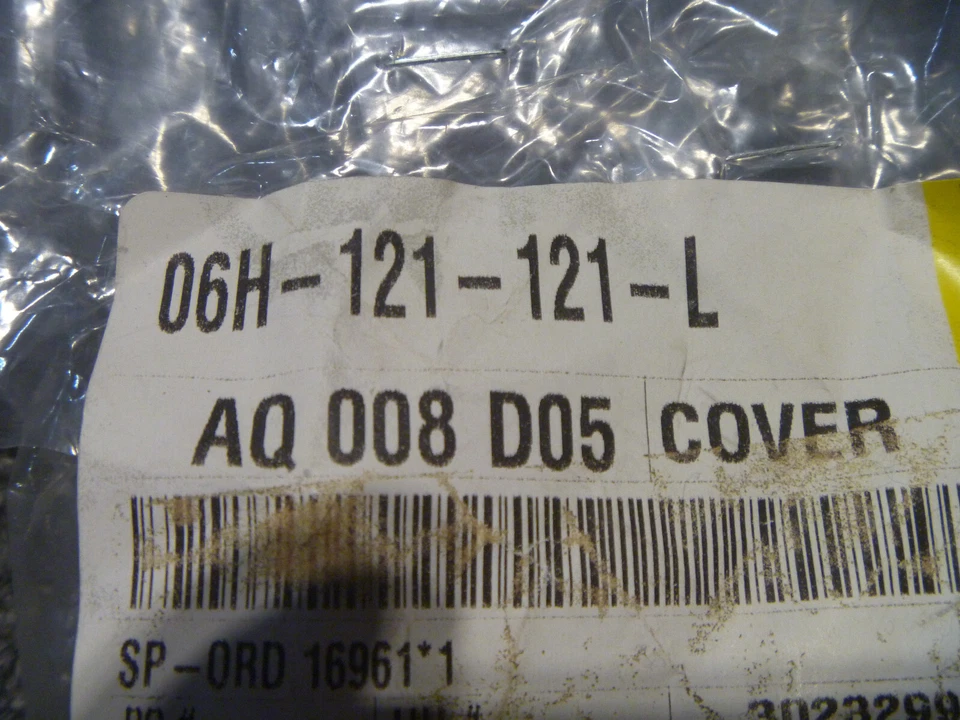 06H-121-121-L
AQ 008 D05 COVER
SP-ORD 16961*1